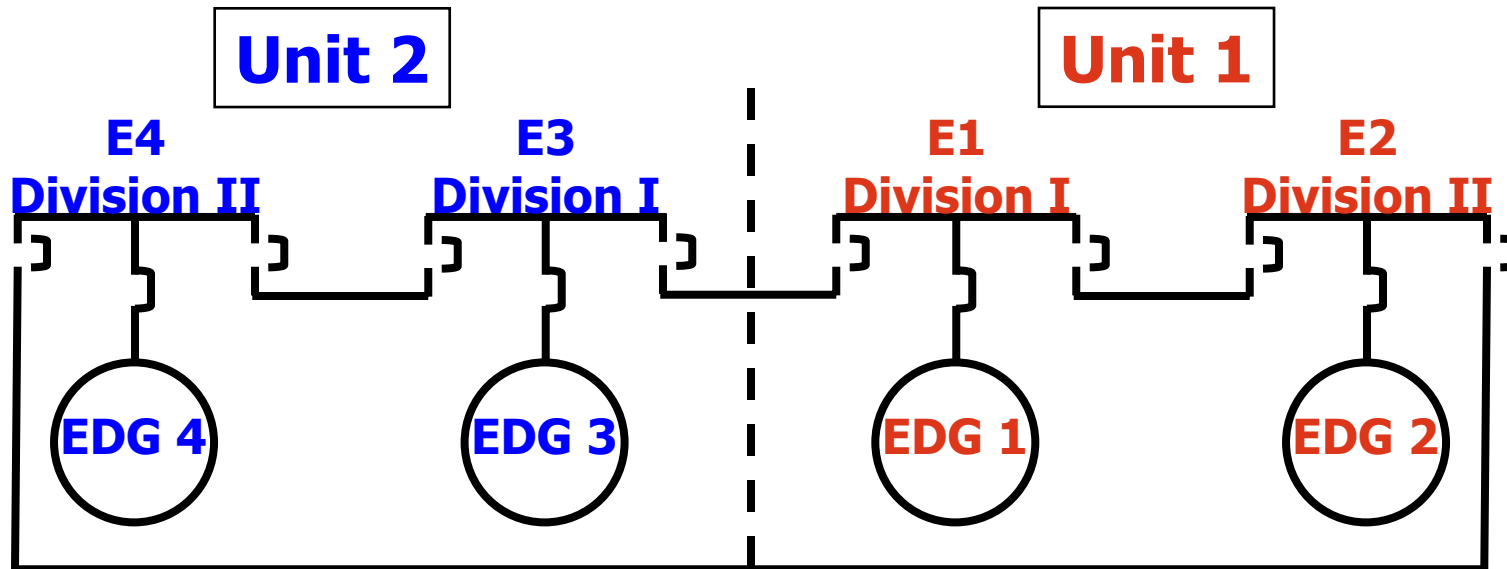 Unit 2
Unit 1
E4
Division II
E3
Division I
E1
Division I
E2
Division II
EDG 4
EDG 3
EDG 1
EDG 2